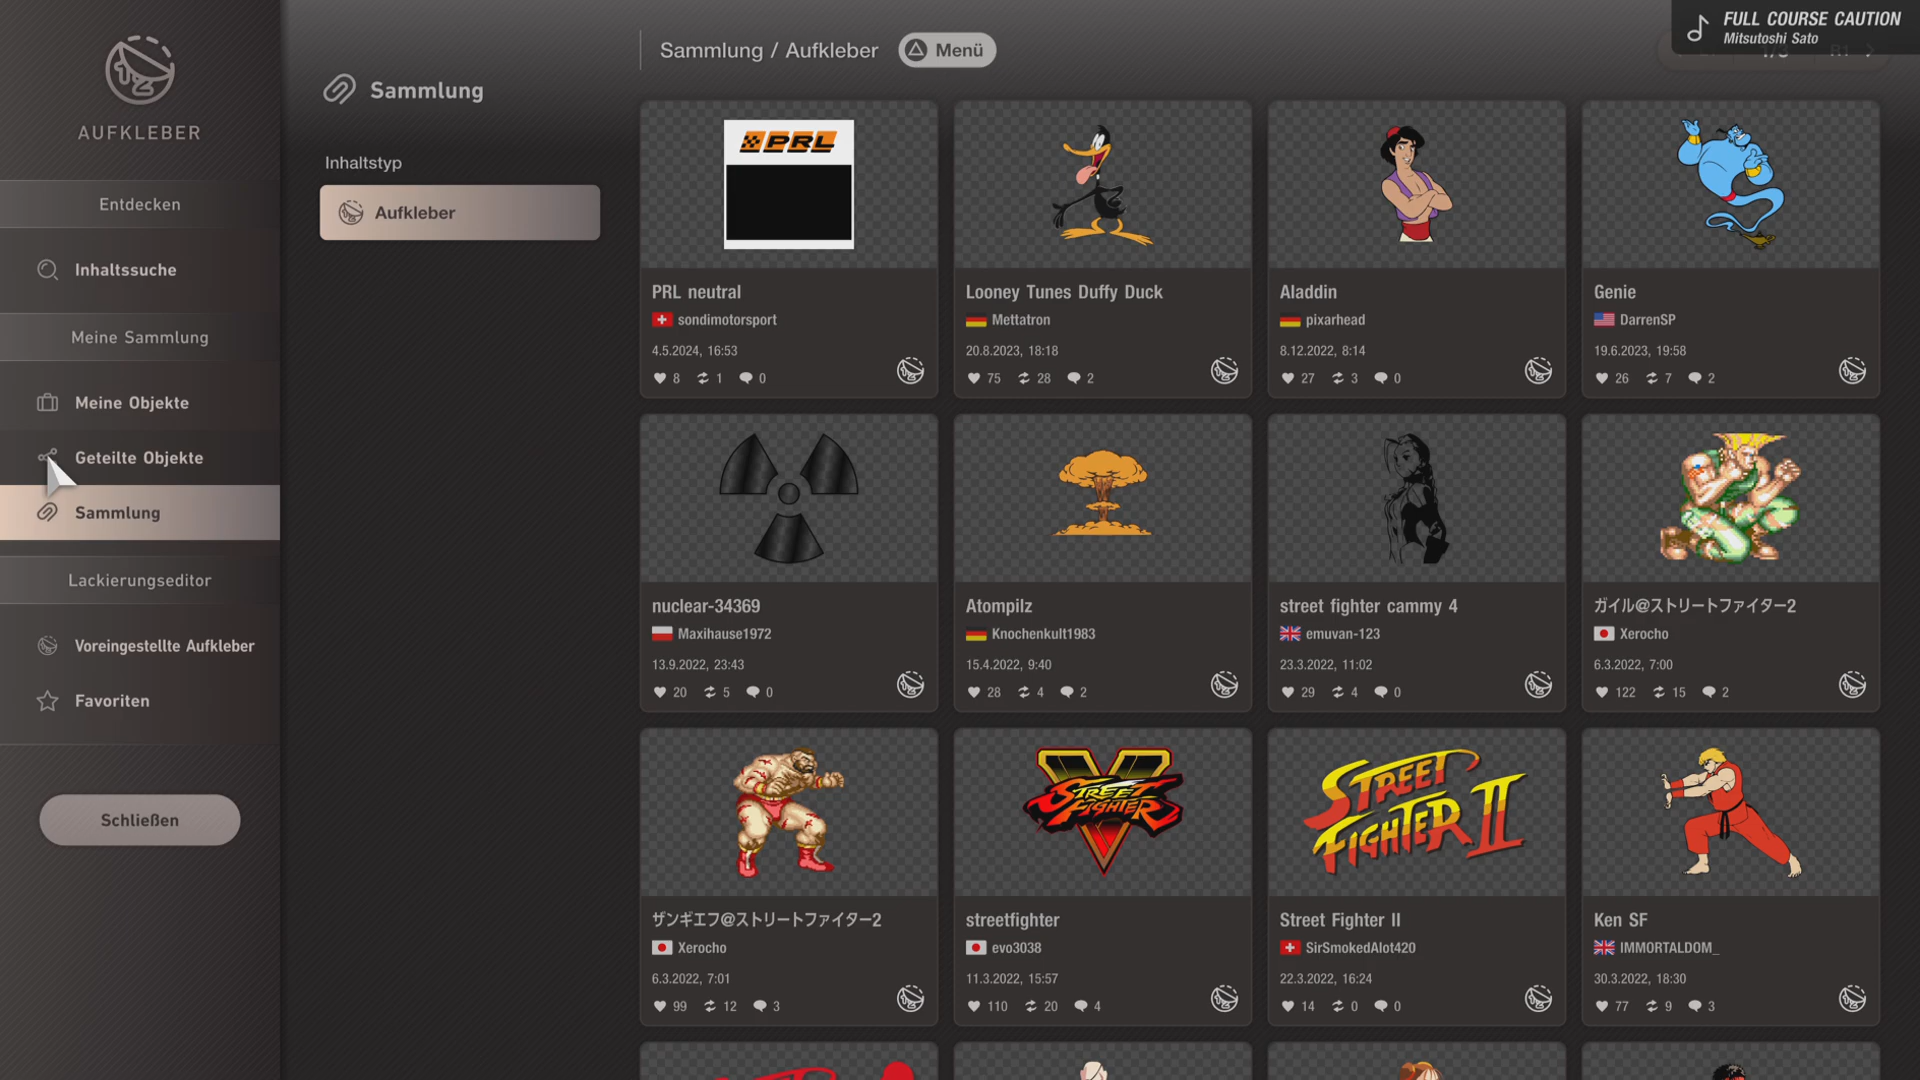 AUFKLEBER
Entdecken
Inhaltssuche
Meine Sammlung
Meine Objekte
Geteilte Objekte
Sammlung
Lackierungseditor
Voreingestellte Aufkleber
Favoriten
Schließen
Sammlung
Inhaltstyp
Aufkleber
Sammlung / Aufkleber
Menü
FULL COURSE CAUTION
Mitsutoshi Sato
PRL
PRL neutral
sondimotorsport
4.5.2024, 16:53
8 1 0
Looney Tunes Duffy Duck
Mettatron
20.8.2023, 18:18
75 28 2
Aladdin
pixarhead
8.12.2022, 8:14
27 3 0
Genie
DarrenSP
19.6.2023, 19:58
26 7 2
nuclear-34369
Maxihause1972
13.9.2022, 23:43
20 5 0
Atompilz
Knochenkult1983
15.4.2022, 9:40
28 4 2
street fighter cammy 4
emuvan-123
23.3.2022, 11:02
29 4 0
ガイル@ストリートファイター2
Xerocho
6.3.2022, 7:00
122 15 2
ザンギエフ@ストリートファイター2
Xerocho
6.3.2022, 7:01
99 12 3
STREET
FIGHTER
streetfighter
evo3038
11.3.2022, 15:57
110 20 4
STREET
FIGHTER II
Street Fighter II
SirSmokedAlot420
22.3.2022, 16:24
14 0 0
Ken SF
IMMORTALDOM_
30.3.2022, 18:30
77 9 3